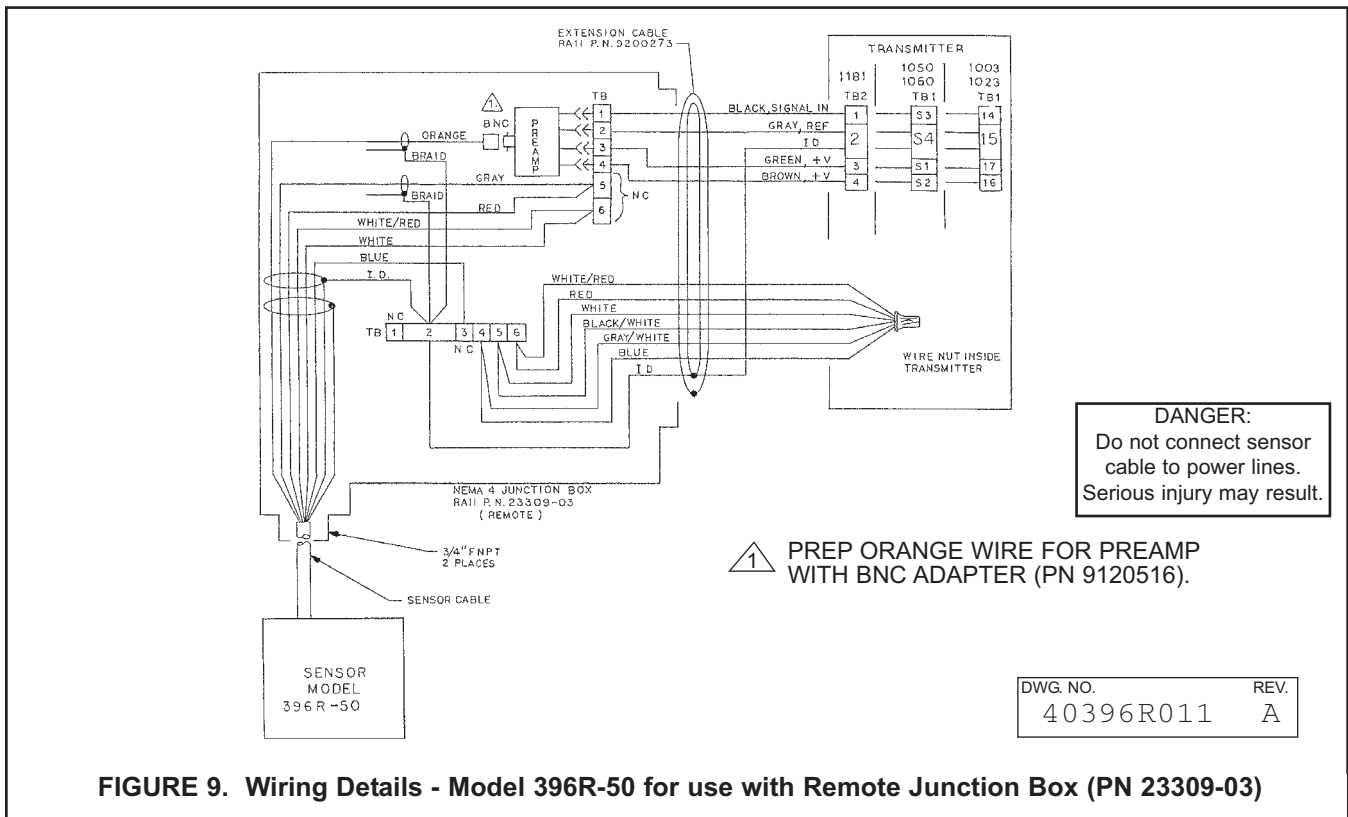 EXTENSION CABLE
RAII P.N. 9200273
TRANSMITTER
1181
1050
1060
1003
1023
TB2
TB1
TB1
TB
1
BNC
PREAMP
ORANGE
BRAID
GRAY
BRAID
RED
WHITE/RED
WHITE
BLUE
I.D.
1
2
3
4
5
6
NC
BLACK, SIGNAL IN
GRAY, REF
ID
GREEN, +V
BROWN, +V
1
2
3
4
S3
S4
S1
S2
14
15
17
16
NC
TB 1 2 3 4 5 6
NC
WHITE/RED
RED
WHITE
BLACK/WHITE
GRAY/WHITE
BLUE
ID
WIRE NUT INSIDE
TRANSMITTER
NEMA 4 JUNCTION BOX
RAII P.N. 23309-03
(REMOTE)
3/4" FNPT
2 PLACES
SENSOR CABLE
SENSOR
MODEL
396R-50
DANGER:
Do not connect sensor
cable to power lines.
Serious injury may result.
1 PREP ORANGE WIRE FOR PREAMP
WITH BNC ADAPTER (PN 9120516).
DWG. NO. REV.
40396R011 A
FIGURE 9. Wiring Details - Model 396R-50 for use with Remote Junction Box (PN 23309-03)